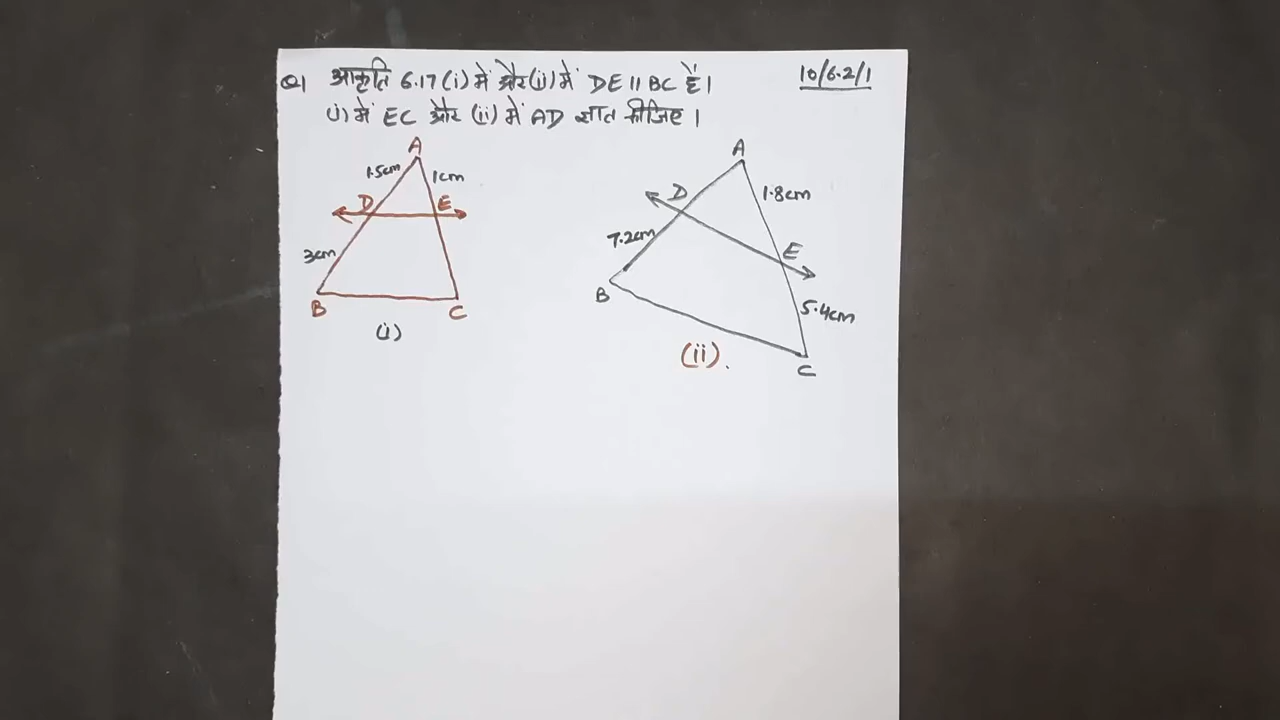 Q1 आकृति 6.17 (i) में और (ii) में DE || BC है। 10/6.2/1
(i) में EC और (ii) में AD ज्ञात कीजिए।
A
1.5cm 1cm
D E
3cm
B C
(i)
A
D 1.8cm
7.2cm E
B 5.4cm
(ii).
C